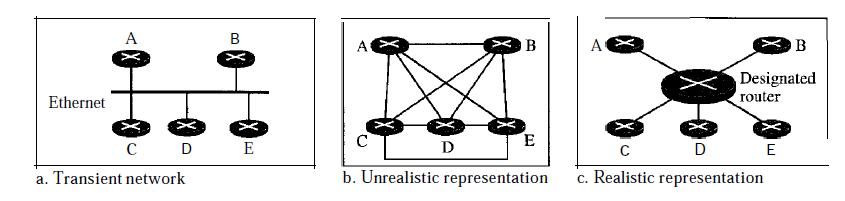 A
B
Ethernet
C
D
E
a. Transient network
A
B
C
D
E
b. Unrealistic representation
A
B
Designated
router
C
D
E
c. Realistic representation